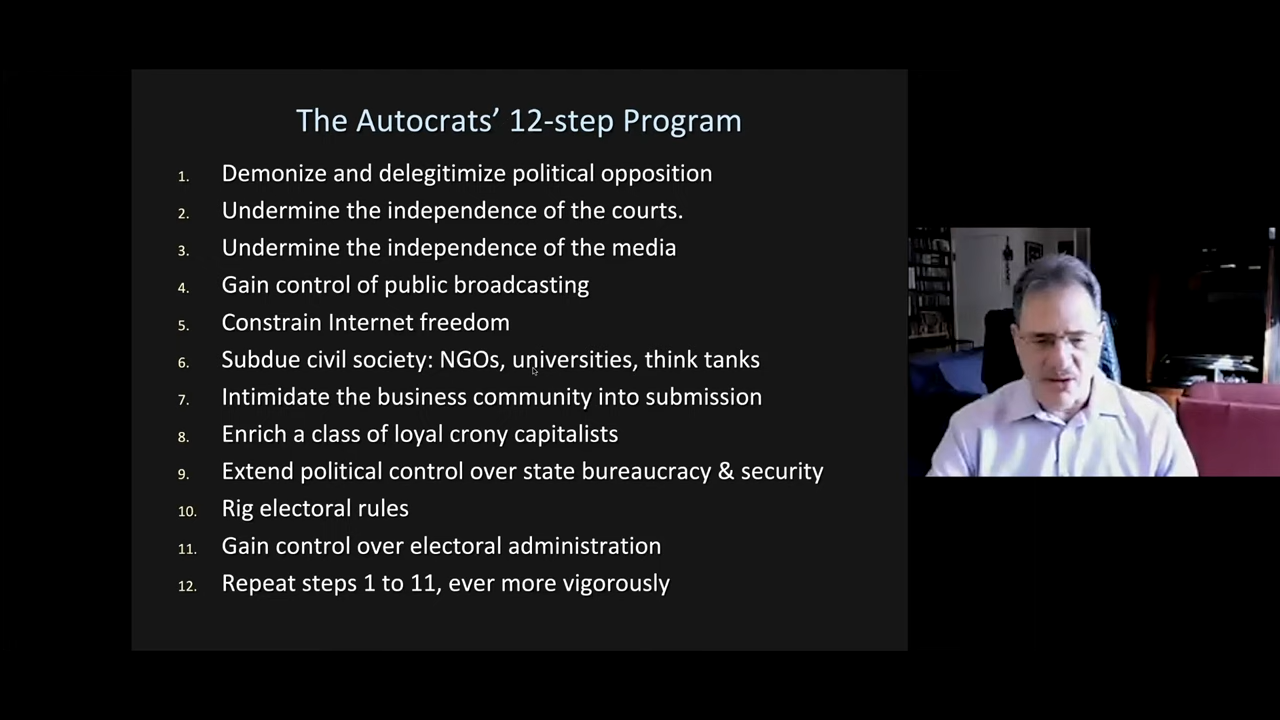 The Autocrats’ 12-step Program
1. Demonize and delegitimize political opposition
2. Undermine the independence of the courts.
3. Undermine the independence of the media
4. Gain control of public broadcasting
5. Constrain Internet freedom
6. Subdue civil society: NGOs, universities, think tanks
7. Intimidate the business community into submission
8. Enrich a class of loyal crony capitalists
9. Extend political control over state bureaucracy & security
10. Rig electoral rules
11. Gain control over electoral administration
12. Repeat steps 1 to 11, ever more vigorously